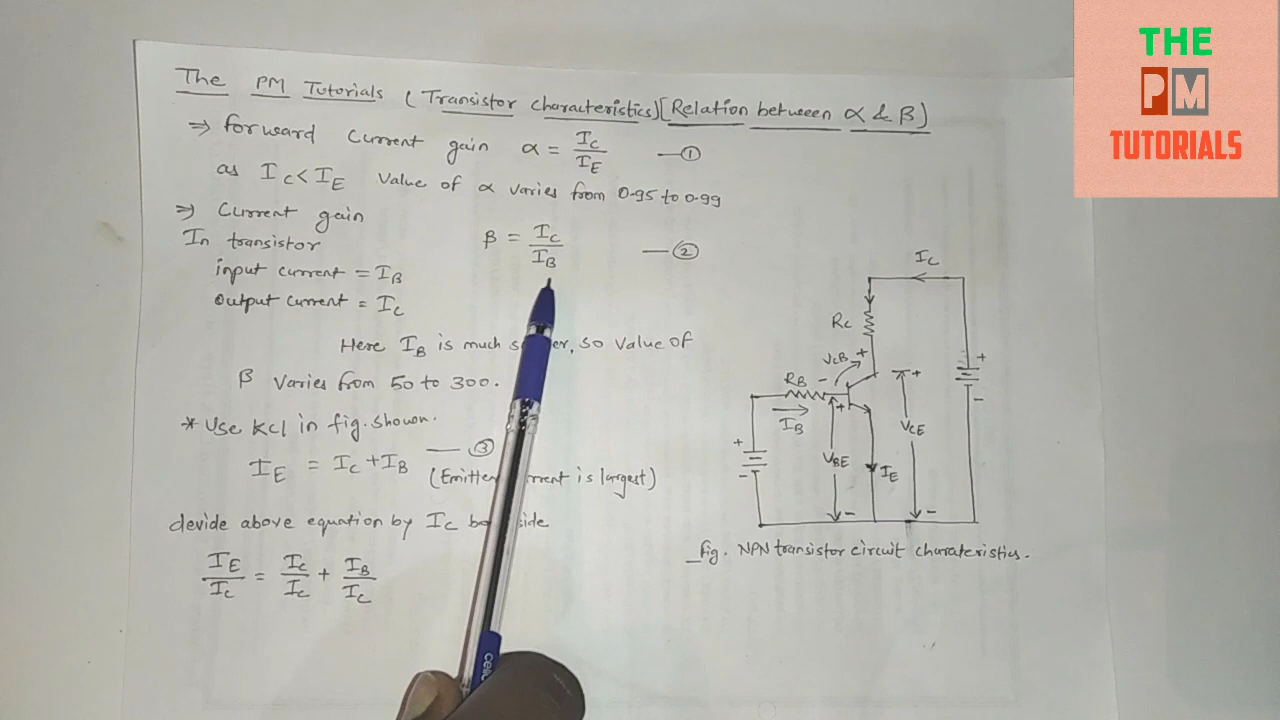 THE
PM
TUTORIALS
The PM Tutorials (Transistor characteristics) [Relation between α & β)
⇒ forward current gain α = I_C / I_E —①
as I_C < I_E Value of α varies from 0.95 to 0.99
⇒ Current gain
In transistor
β = I_C / I_B —②
input current = I_B
Output current = I_C
Here I_B is much, so value of
β varies from 50 to 300.
* Use KCl in fig. shown.
I_E = I_C + I_B —③
(Emitter is largest)
devide above equation by I_C side
I_E / I_C = I_C / I_C + I_B / I_C
I_C
R_C
V_CB +
-
R_B
I_B
+
V_BE
-
I_E
+
V_CE
-
+
-
+
-
fig. NPN transistor circuit charateristics.
cell